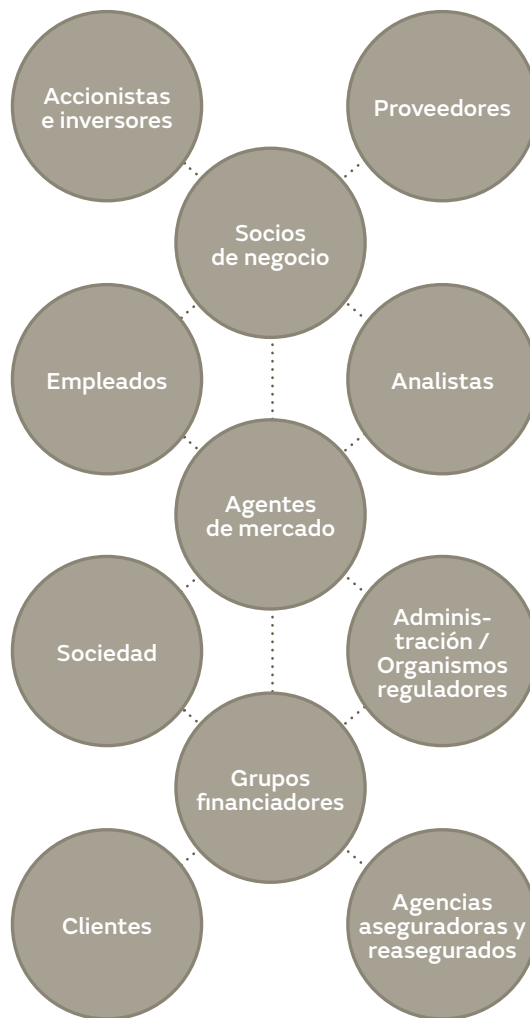 Accionistas
e inversores
Proveedores
Socios
de negocio
Empleados
Analistas
Agentes
de mercado
Sociedad
Adminis-
tración /
Organismos
reguladores
Grupos
financiadores
Clientes
Agencias
aseguradoras y
reasegurados